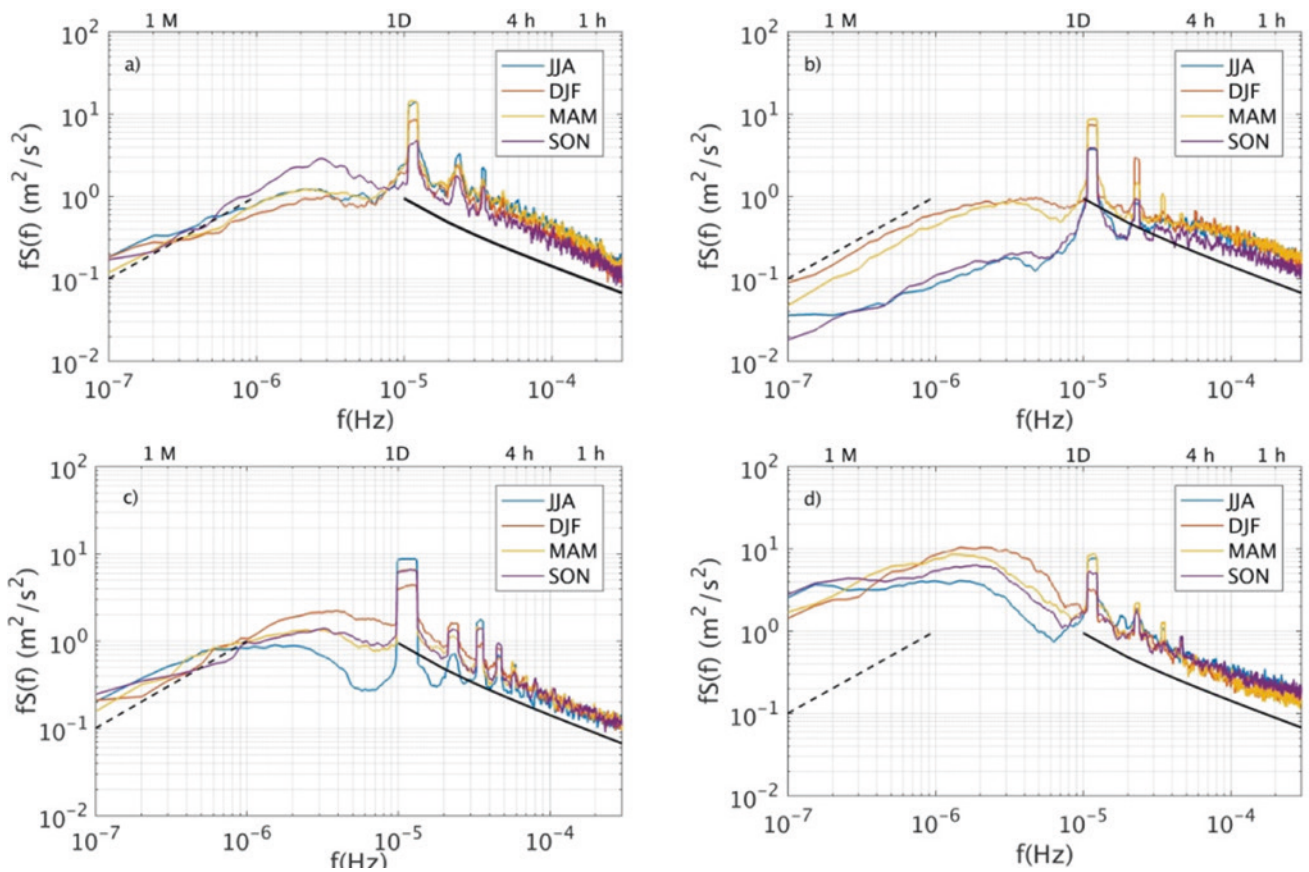 1 M 1D 4 h 1 h
10²
a)
JJA
DJF
MAM
SON
10¹
10⁰
10⁻¹
10⁻²
fS(f) (m²/s²)
10⁻⁷ 10⁻⁶ 10⁻⁵ 10⁻⁴
f(Hz)
1 M 1D 4 h 1 h
10²
b)
JJA
DJF
MAM
SON
10¹
10⁰
10⁻¹
10⁻²
fS(f) (m²/s²)
10⁻⁷ 10⁻⁶ 10⁻⁵ 10⁻⁴
f(Hz)
1 M 1D 4 h 1 h
10²
c)
JJA
DJF
MAM
SON
10¹
10⁰
10⁻¹
10⁻²
fS(f) (m²/s²)
10⁻⁷ 10⁻⁶ 10⁻⁵ 10⁻⁴
f(Hz)
1 M 1D 4 h 1 h
10²
d)
JJA
DJF
MAM
SON
10¹
10⁰
10⁻¹
10⁻²
fS(f) (m²/s²)
10⁻⁷ 10⁻⁶ 10⁻⁵ 10⁻⁴
f(Hz)